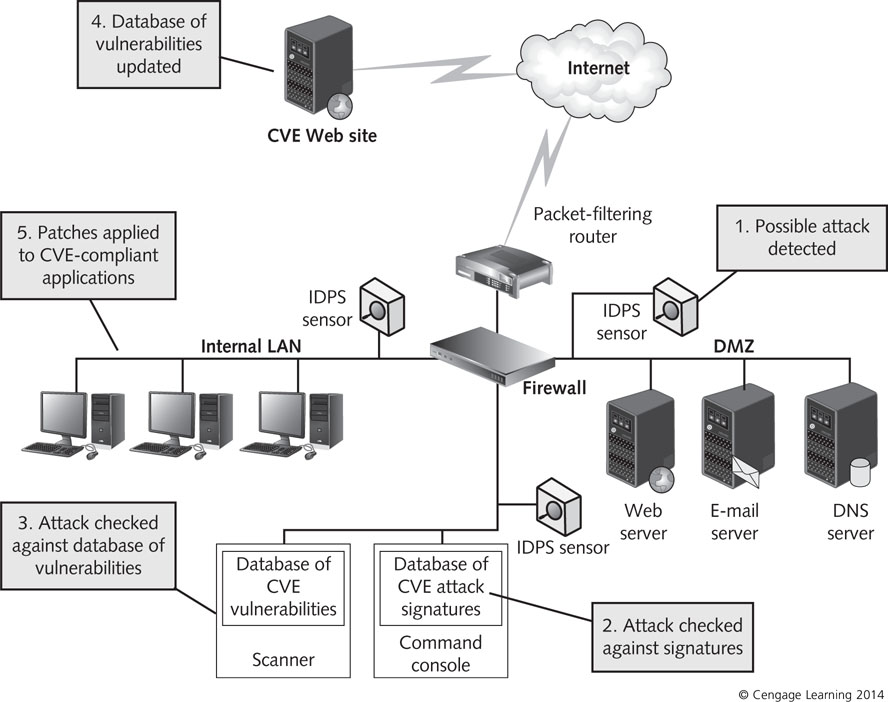 4. Database of
vulnerabilities
updated
CVE Web site
Internet
Packet-filtering
router
1. Possible attack
detected
5. Patches applied
to CVE-compliant
applications
IDPS
sensor
IDPS
sensor
Internal LAN
DMZ
Firewall
Web
server
E-mail
server
DNS
server
IDPS sensor
3. Attack checked
against database of
vulnerabilities
Database of
CVE
vulnerabilities
Scanner
Database of
CVE attack
signatures
Command
console
2. Attack checked
against signatures
© Cengage Learning 2014